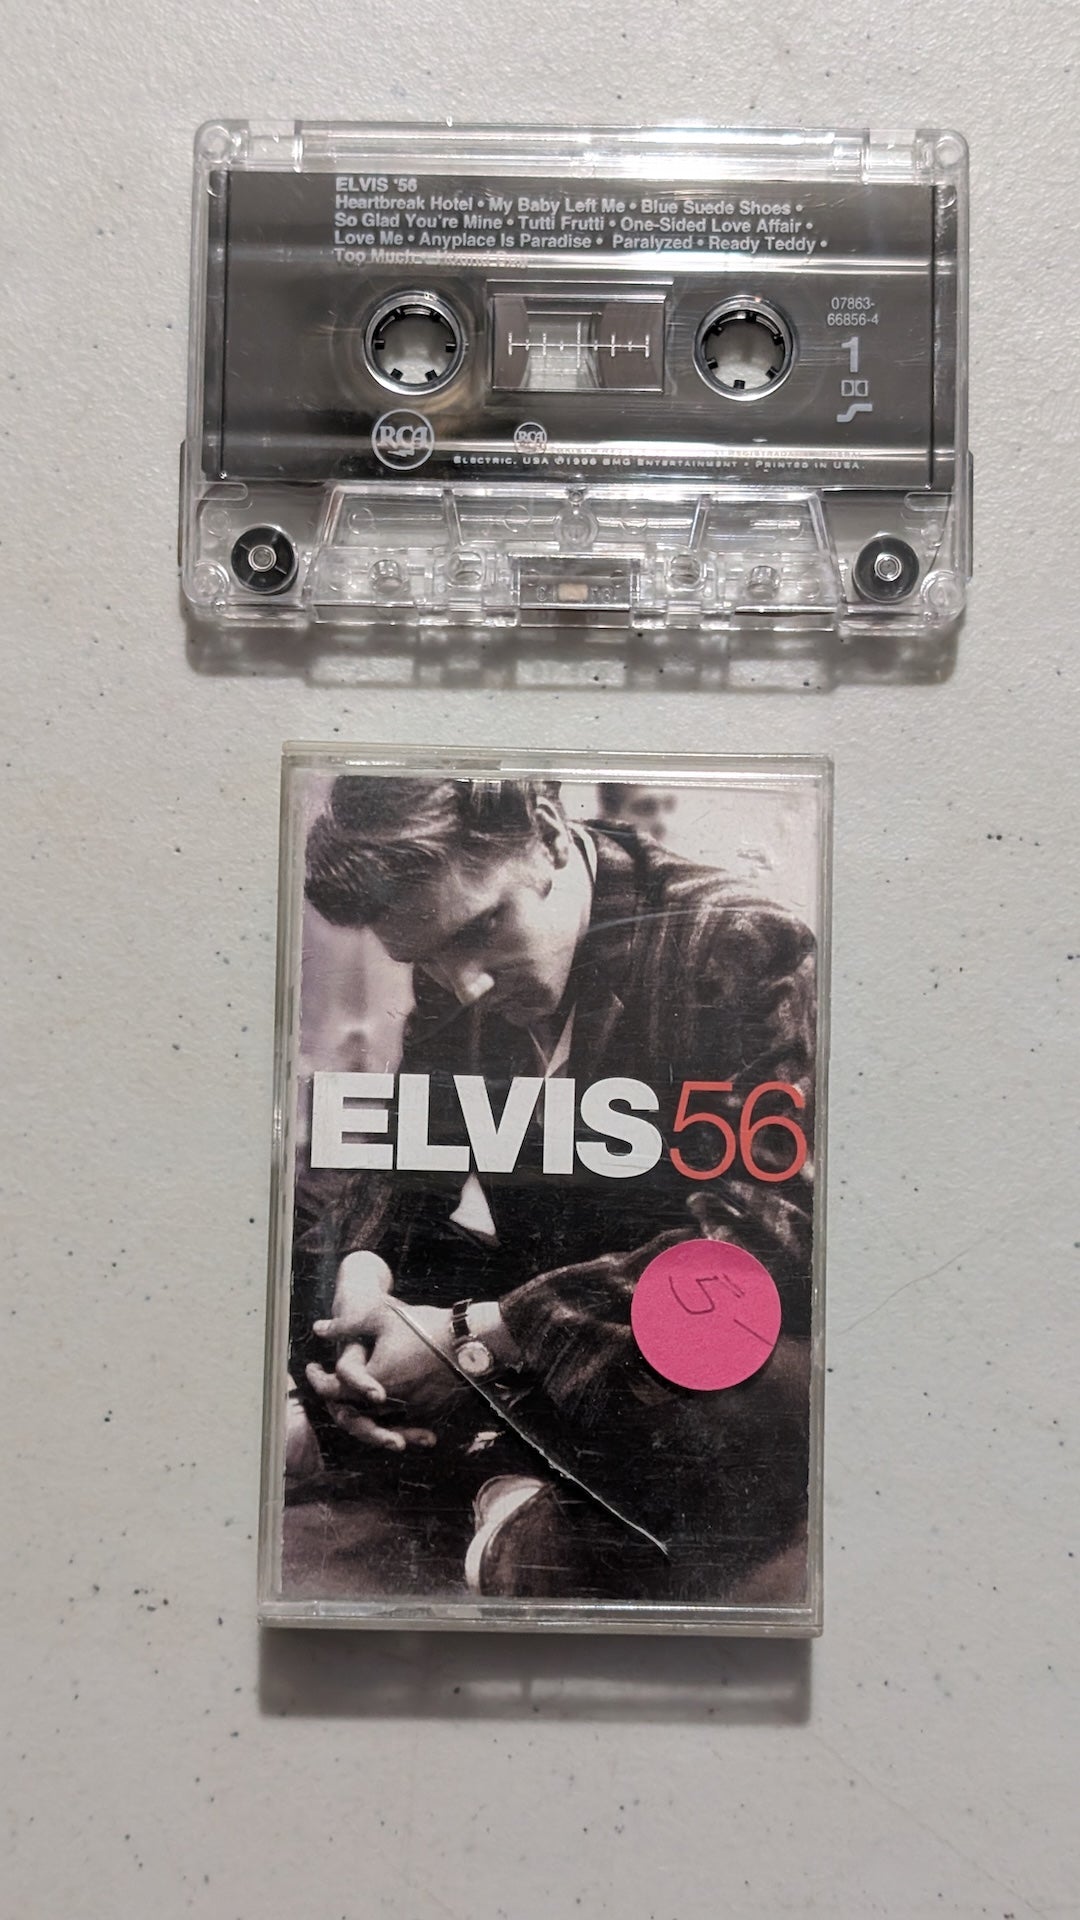 ELVIS '56
Heartbreak Hotel • My Baby Left Me • Blue Suede Shoes •
So Glad You're Mine • Tutti Frutti • One-Sided Love Affair •
Love Me • Anyplace Is Paradise • Paralyzed • Ready Teddy •
Too Much •
07863-
66856-4
1
RCA
RCA
ELECTRIC, USA ℗1996 BMG ENTERTAINMENT • PRINTED IN USA.
ELVIS56
5